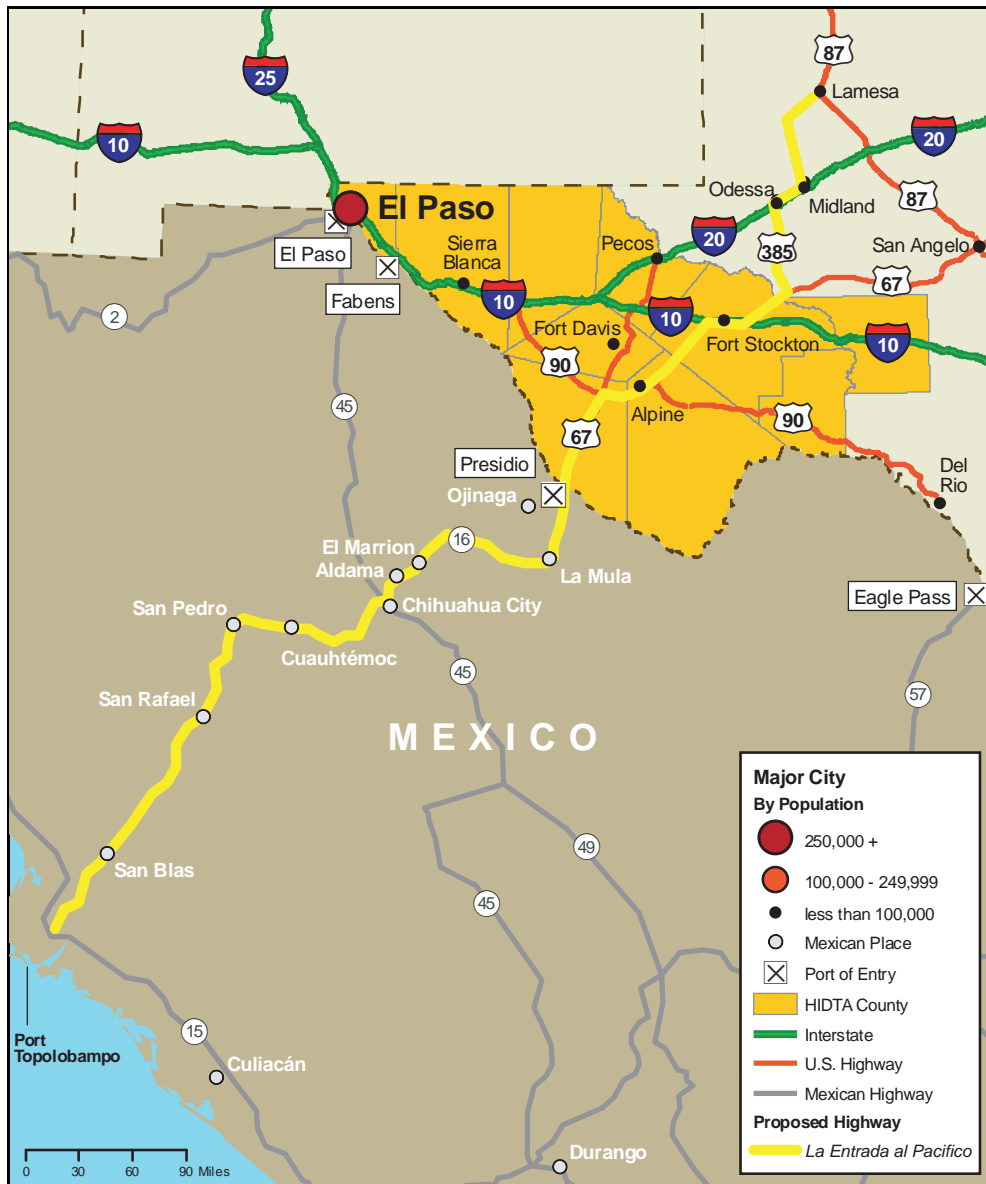 87
25
Lamesa
10
20
Odessa
Midland
87
El Paso
El Paso
Sierra
Blanca
Pecos
20
385
San Angelo
67
Fabens
2
10
10
Fort Davis
Fort Stockton
10
90
45
Alpine
67
90
Presidio
Ojinaga
Del
Rio
El Marrion
16
Aldama
La Mula
Chihuahua City
Eagle Pass
San Pedro
Cuauhtémoc
45
57
San Rafael
MEXICO
San Blas
49
45
15
Port
Topolobampo
Culiacán
Durango
0 30 60 90 Miles
Major City
By Population
250,000 +
100,000 - 249,999
less than 100,000
Mexican Place
Port of Entry
HIDTA County
Interstate
U.S. Highway
Mexican Highway
Proposed Highway
La Entrada al Pacifico